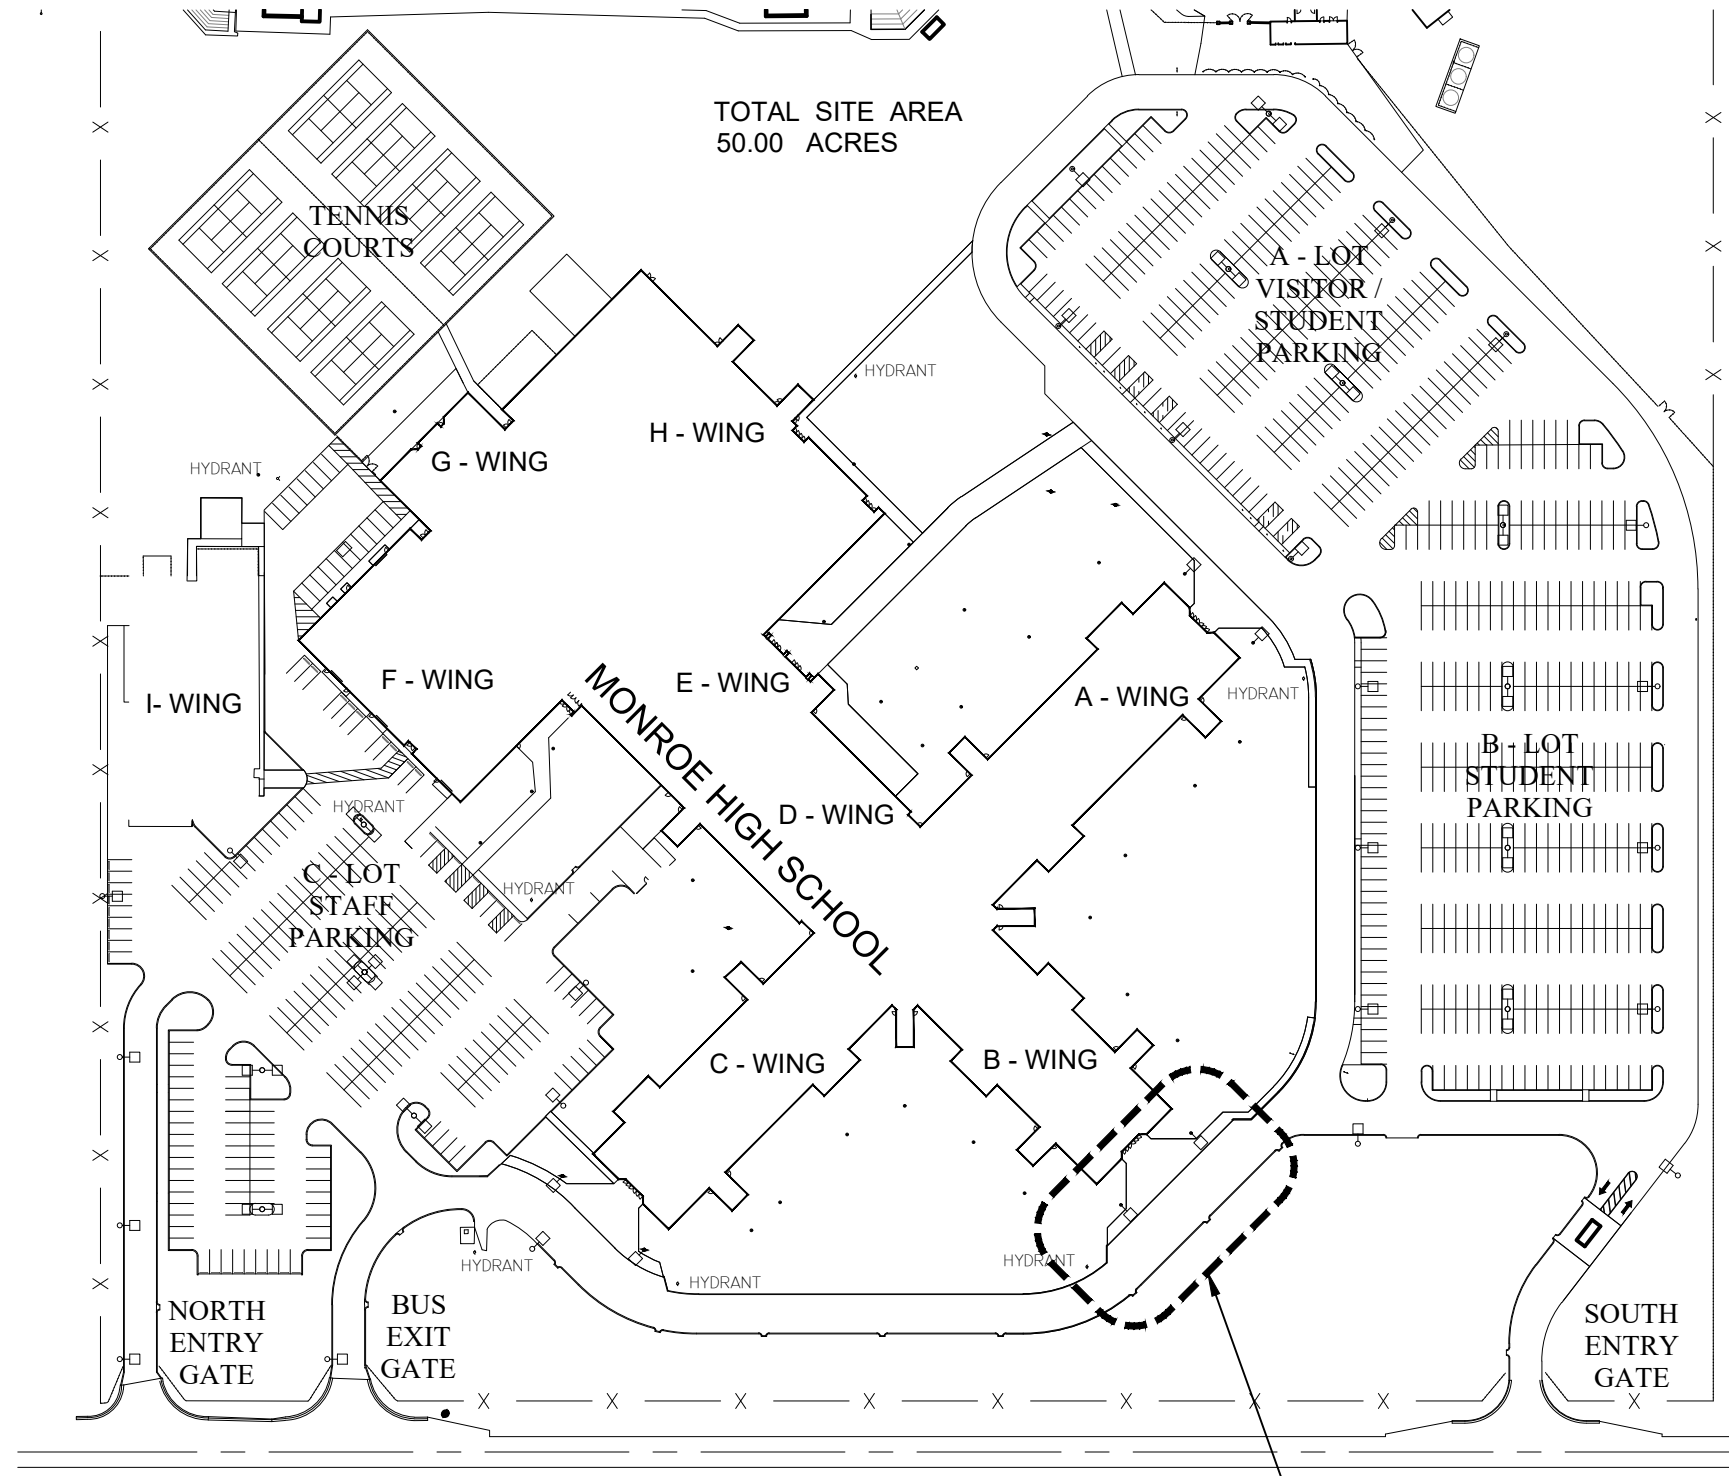 TOTAL SITE AREA
50.00 ACRES
TENNIS
COURTS
A - LOT
VISITOR /
STUDENT
PARKING
HYDRANT
H - WING
G - WING
HYDRANT
F - WING
E - WING
A - WING
HYDRANT
I- WING
MONROE HIGH SCHOOL
B - LOT
STUDENT
PARKING
HYDRANT
D - WING
C - LOT
STAFF
PARKING
HYDRANT
C - WING
B - WING
HYDRANT
HYDRANT
HYDRANT
NORTH
ENTRY
GATE
BUS
EXIT
GATE
SOUTH
ENTRY
GATE